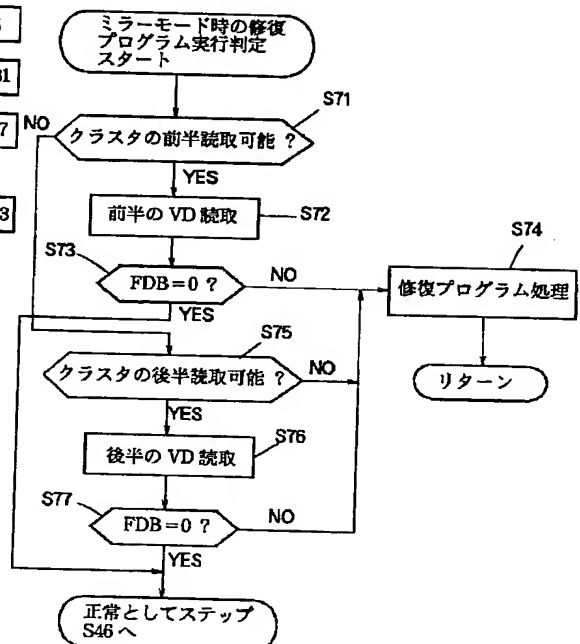 ミラーモード時の修復
プログラム実行判定
スタート
S71
NO
クラスタの前半読取可能 ?
YES
前半の VD 読取
S72
S73
FDB=0 ?
NO
YES
S74
修復プログラム処理
リターン
S75
クラスタの後半読取可能 ?
NO
YES
S76
後半の VD 読取
S77
FDB=0 ?
NO
YES
正常としてステップ
S46 へ